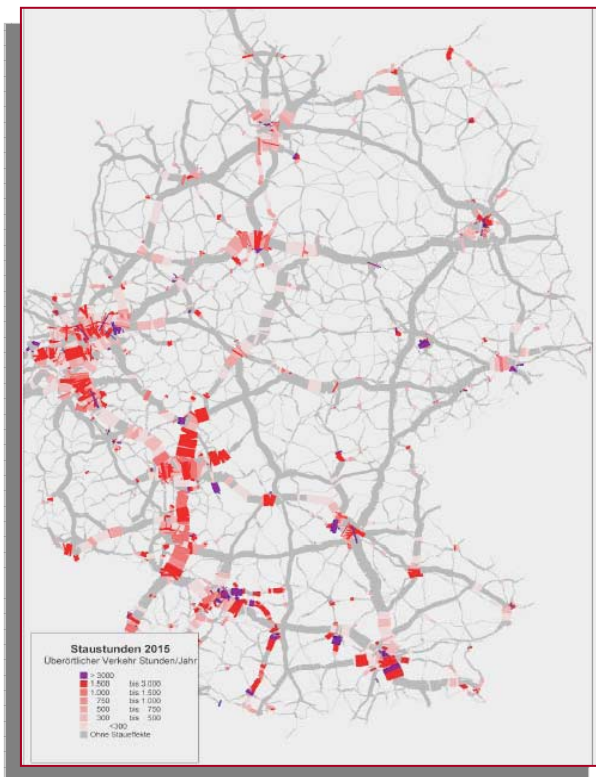 Staustunden 2015
Überörtlicher Verkehr Stunden/Jahr
> 3000
1.500 bis 3.000
1.000 bis 1.500
750 bis 1.000
500 bis 750
300 bis 500
<300
Ohne Staueffekte